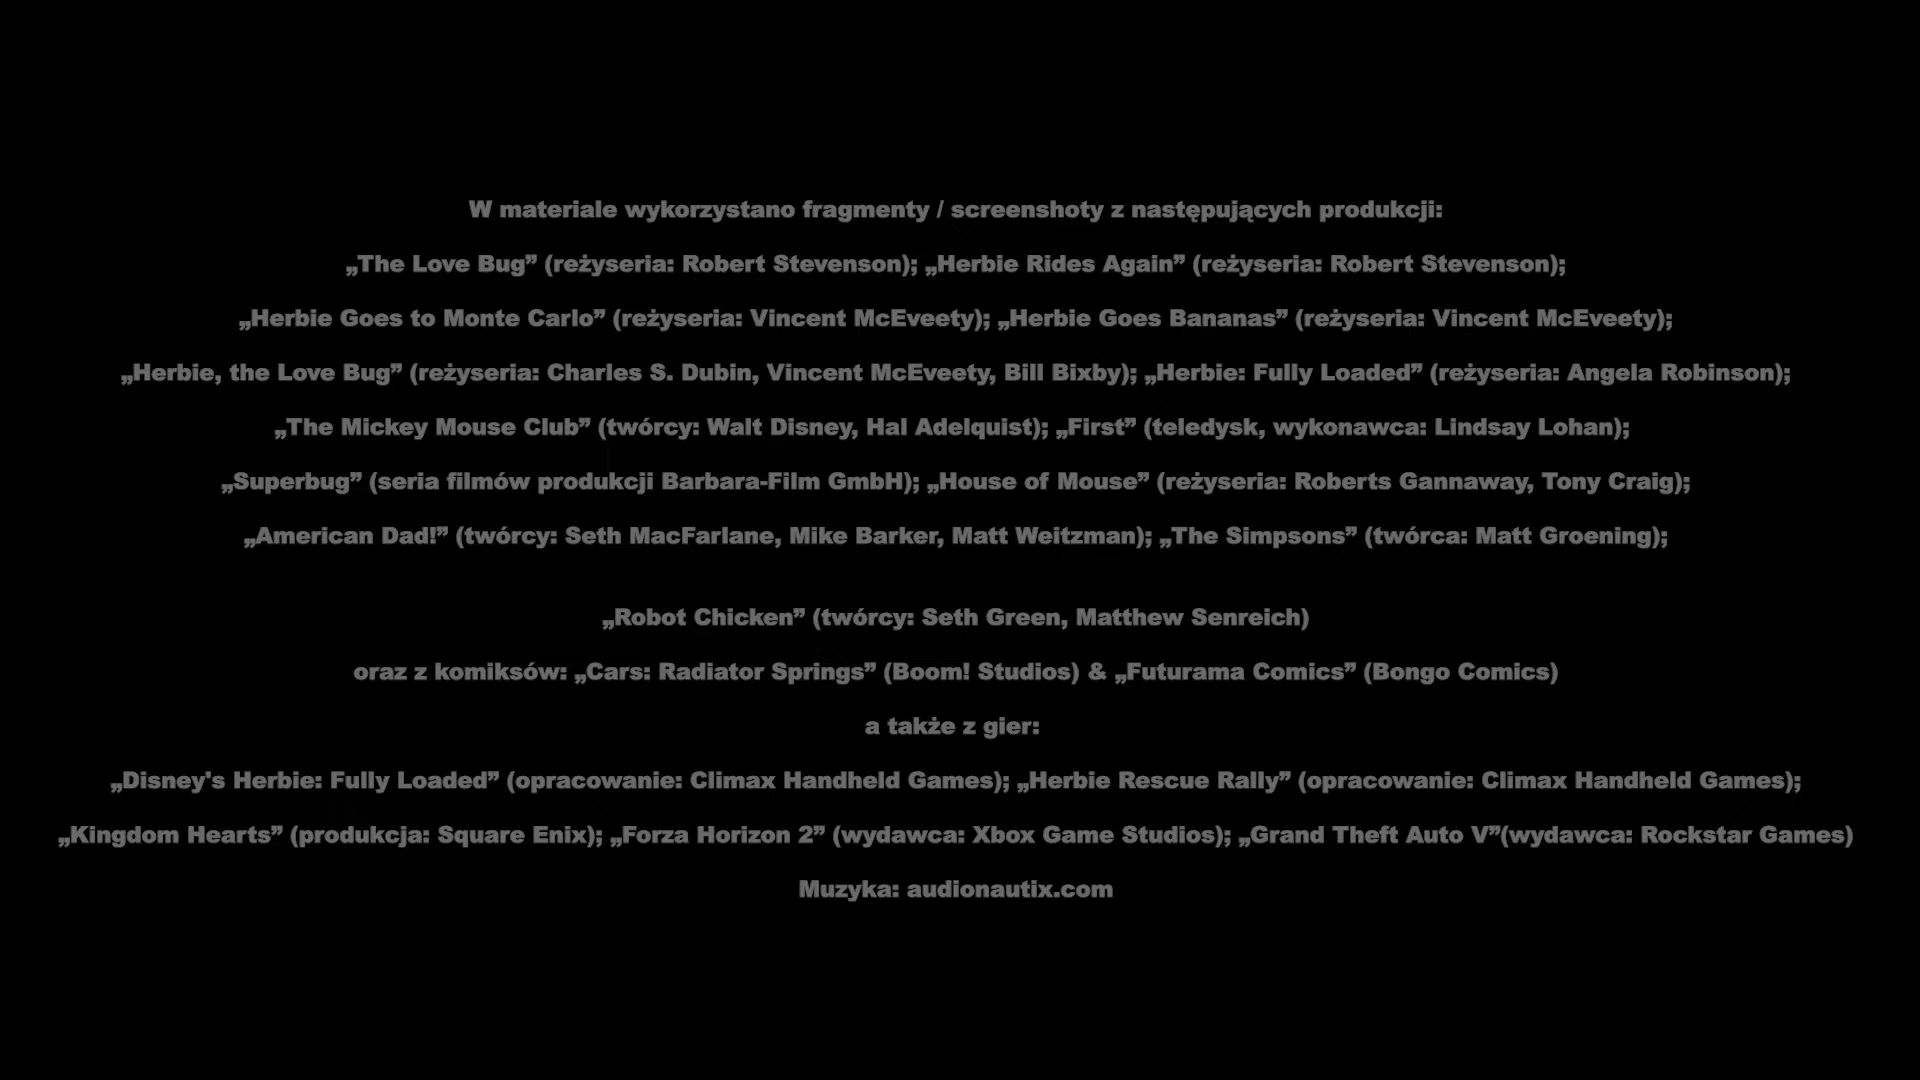 W materiale wykorzystano fragmenty / screenshoty z następujących produkcji:
„The Love Bug” (reżyseria: Robert Stevenson); „Herbie Rides Again” (reżyseria: Robert Stevenson);
„Herbie Goes to Monte Carlo” (reżyseria: Vincent McEveety); „Herbie Goes Bananas” (reżyseria: Vincent McEveety);
„Herbie, the Love Bug” (reżyseria: Charles S. Dubin, Vincent McEveety, Bill Bixby); „Herbie: Fully Loaded” (reżyseria: Angela Robinson);
„The Mickey Mouse Club” (twórcy: Walt Disney, Hal Adelquist); „First” (teledysk, wykonawca: Lindsay Lohan);
„Superbug” (seria filmów produkcji Barbara-Film GmbH); „House of Mouse” (reżyseria: Roberts Gannaway, Tony Craig);
„American Dad!” (twórcy: Seth MacFarlane, Mike Barker, Matt Weitzman); „The Simpsons” (twórca: Matt Groening);
„Robot Chicken” (twórcy: Seth Green, Matthew Senreich)
oraz z komiksów: „Cars: Radiator Springs” (Boom! Studios) & „Futurama Comics” (Bongo Comics)
a także z gier:
„Disney's Herbie: Fully Loaded” (opracowanie: Climax Handheld Games); „Herbie Rescue Rally” (opracowanie: Climax Handheld Games);
„Kingdom Hearts” (produkcja: Square Enix); „Forza Horizon 2” (wydawca: Xbox Game Studios); „Grand Theft Auto V”(wydawca: Rockstar Games)
Muzyka: audionautix.com